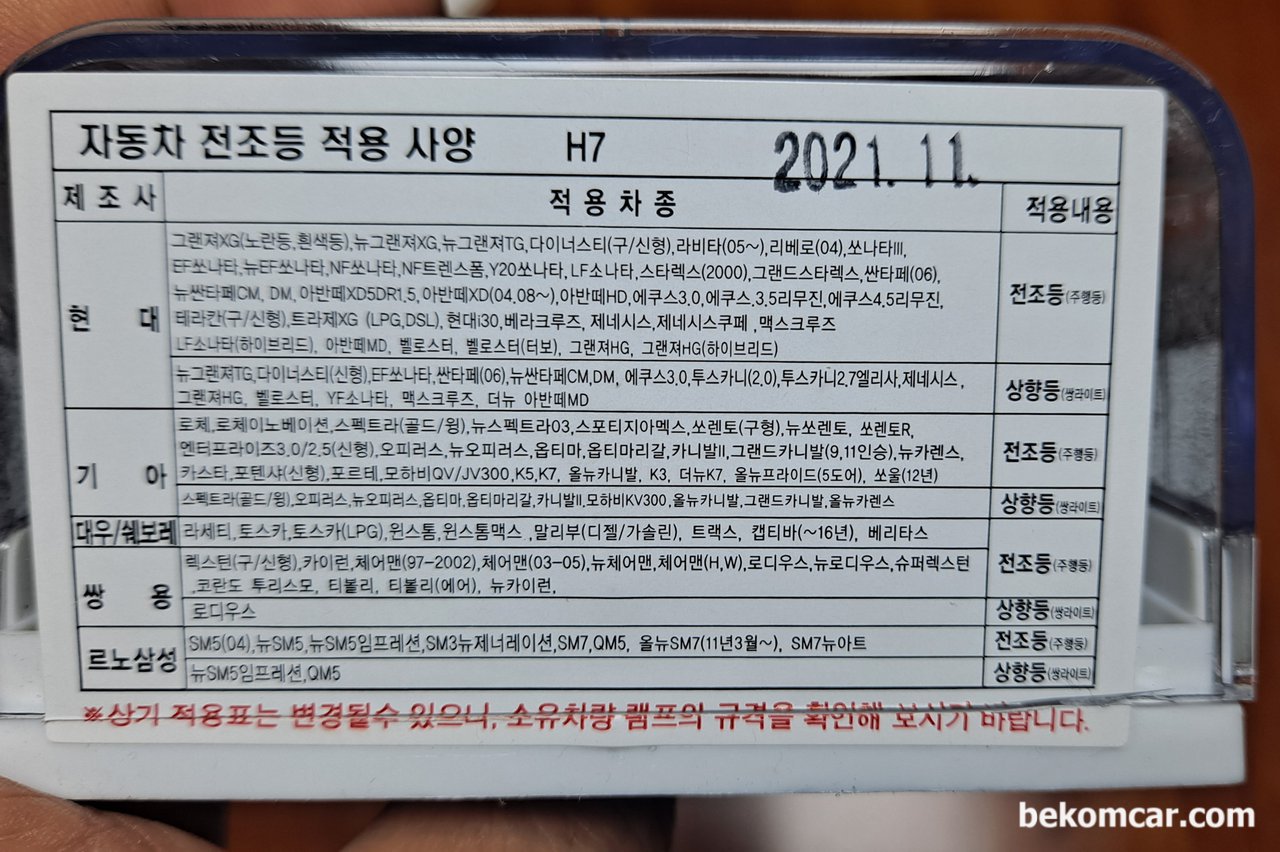 자동차 전조등 적용 사양 H7 2021. 11.
제 조 사 적 용 차 종 적용내용
그랜져XG(노란등,흰색등),뉴그랜져XG,뉴그랜져TG,다이너스티(구/신형),라비타(05~),리베로(04),쏘나타III,
EF쏘나타,뉴EF쏘나타,NF쏘나타,NF트렌스폼,Y20쏘나타,LF소나타,스타렉스(2000),그랜드스타렉스,싼타페(06),
뉴싼타페CM, DM,아반떼XD5DR1,5,아반떼XD(04.08~),아반떼HD,에쿠스3,0,에쿠스,3,5리무진,에쿠스4,5리무진,
현 대 테라칸(구/신형),트라제XG (LPG,DSL),현대i30,베라크루즈, 제네시스,제네시스쿠페 ,맥스크루즈 전조등(주행등)
LF소나타(하이브리드), 아반떼MD, 벨로스터, 벨로스터(터보), 그랜져HG, 그랜져HG(하이브리드)
뉴그랜져TG,다이너스티(신형),EF쏘나타,싼타페(06),뉴싼타페CM,DM, 에쿠스3,0,투스카니(2,0),투스카니2,7엘리사,제네시스,
그랜져HG, 벨로스터, YF소나타, 맥스크루즈, 더뉴 아반떼MD 상향등(쌍라이트)
로체,로체이노베이션,스펙트라(골드/윙),뉴스펙트라03,스포티지아멕스,쏘렌토(구형),뉴쏘렌토, 쏘렌토R,
엔터프라이즈3.0/2.5(신형),오피러스,뉴오피러스,옵티마,옵티마리갈,카니발II,그랜드카니발(9,11인승),뉴카렌스, 전조등(주행등)
기 아 카스타,포텐샤(신형),포르테,모하비QV/JV300,K5,K7, 올뉴카니발, K3, 더뉴K7, 올뉴프라이드(5도어), 쏘울(12년)
스펙트라(골드/윙),오피러스,뉴오피러스,옵티마,옵티마리갈,카니발II,모하비KV300,올뉴카니발,그랜드카니발,올뉴카렌스 상향등(쌍라이트)
대우/쉐보레 라세티,토스카,토스카(LPG),윈스톰,윈스톰맥스 ,말리부(디젤/가솔린), 트랙스, 캡티바(~16년), 베리타스
렉스턴(구/신형),카이런,체어맨(97-2002),체어맨(03-05),뉴체어맨,체어맨(H,W),로디우스,뉴로디우스,슈퍼렉스턴 전조등(주행등)
쌍 용 ,코란도 투리스모, 티볼리, 티볼리(에어), 뉴카이런,
로디우스 상향등(쌍라이트)
르노삼성 SM5(04),뉴SM5,뉴SM5임프레션,SM3뉴제너레이션,SM7,QM5, 올뉴SM7(11년3월~), SM7뉴아트 전조등(주행등)
뉴SM5임프레션,QM5 상향등(쌍라이트)
※상기 적용표는 변경될수 있으니, 소유차량 램프의 규격을 확인해 보시기 바랍니다.
bekomcar.com